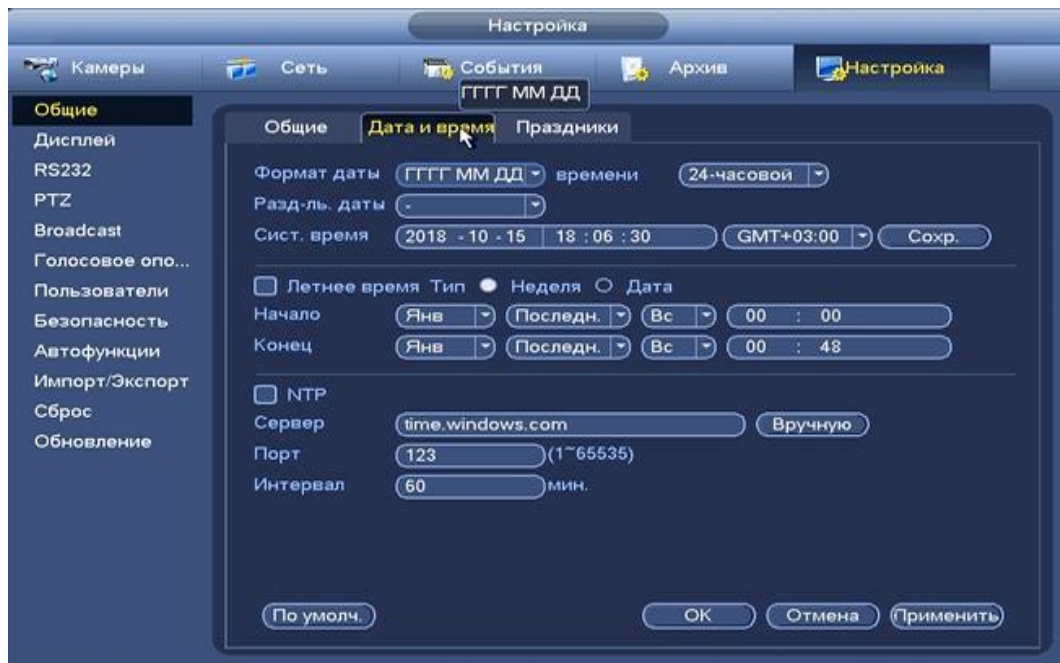 Настройка
Камеры Сеть События Архив Настройка
ГГГГ ММ ДД
Общие
Дисплей
RS232
PTZ
Broadcast
Голосовое опо...
Пользователи
Безопасность
Автофункции
Импорт/Экспорт
Сброс
Обновление
Общие Дата и время Праздники
Формат даты ГГГГ ММ ДД времени 24-часовой
Разд-ль. даты -
Сист. время 2018 - 10 - 15 18 : 06 : 30 GMT+03:00 Сохр.
Летнее время Тип Неделя Дата
Начало Янв Последн. Вс 00 : 00
Конец Янв Последн. Вс 00 : 48
NTP
Сервер time.windows.com Вручную
Порт 123 (1~65535)
Интервал 60 мин.
По умолч. OK Отмена Применить